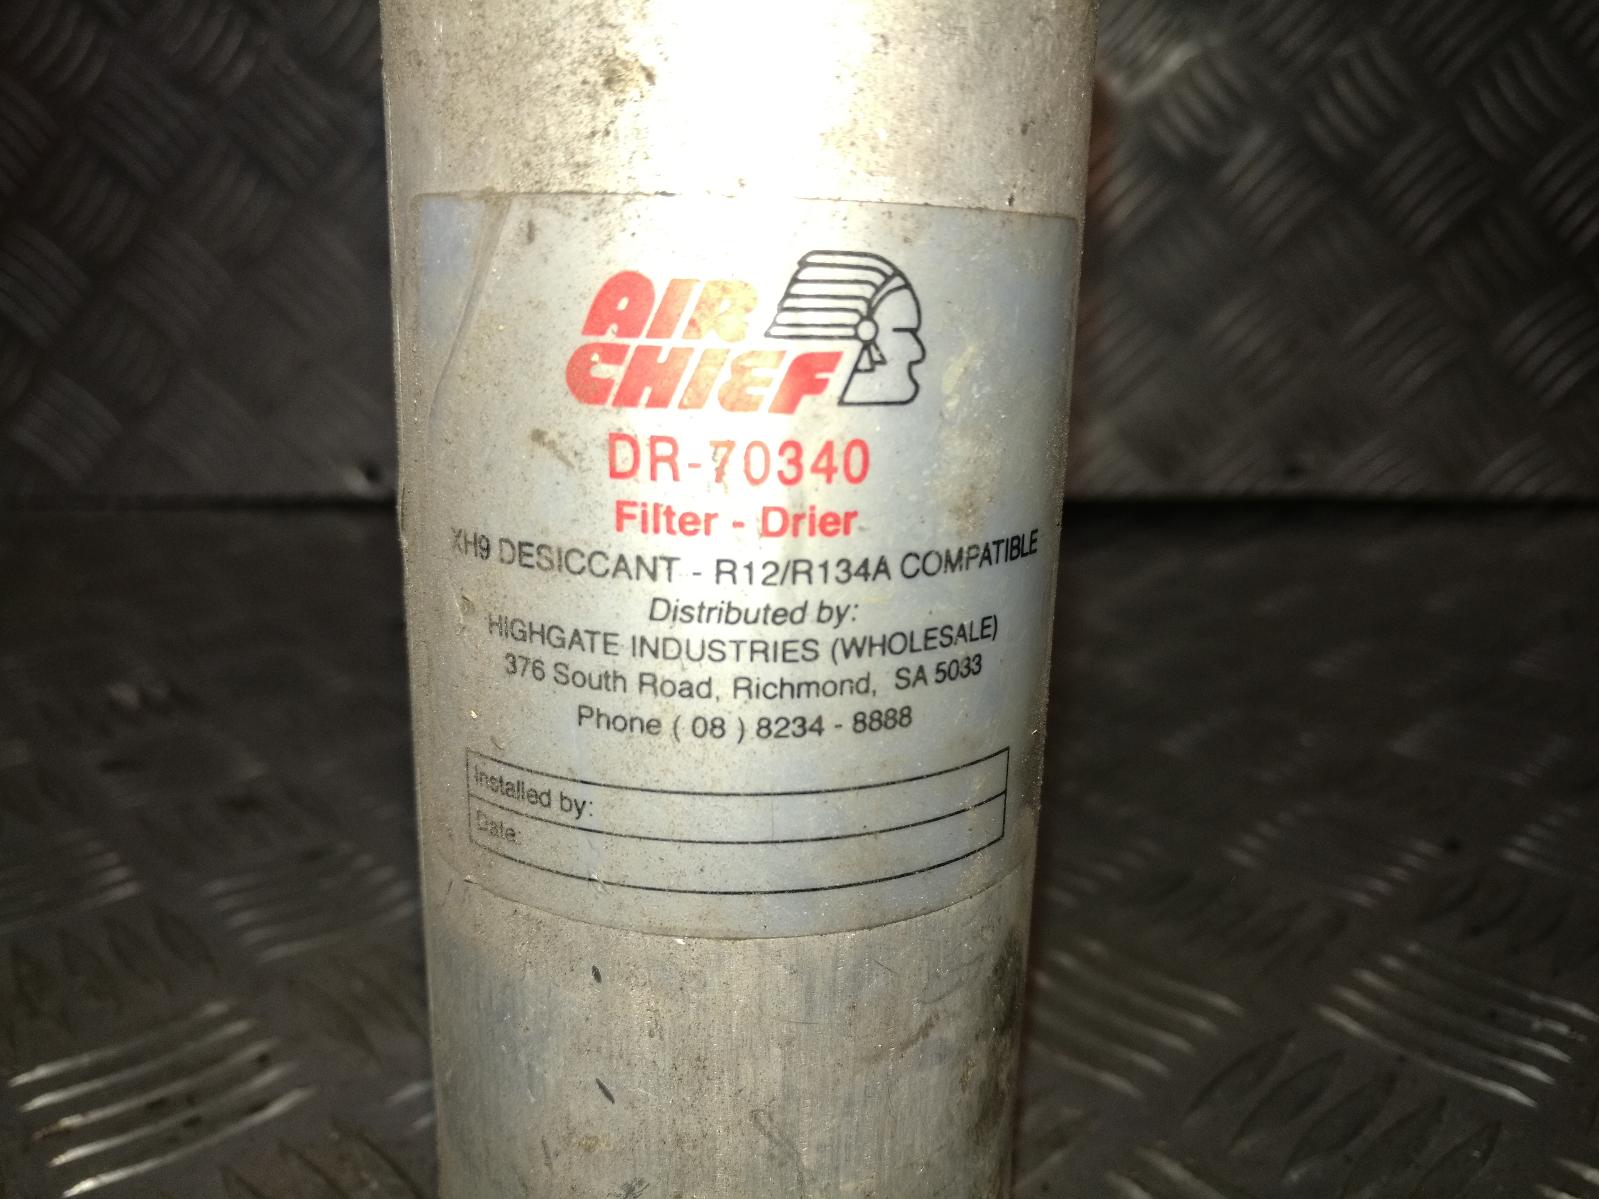 AIR
CHIEF
DR-70340
Filter - Drier
XH9 DESICCANT - R12/R134A COMPATIBLE
Distributed by:
HIGHGATE INDUSTRIES (WHOLESALE)
376 South Road, Richmond, SA 5033
Phone ( 08 ) 8234 - 8888
Installed by:
Date: